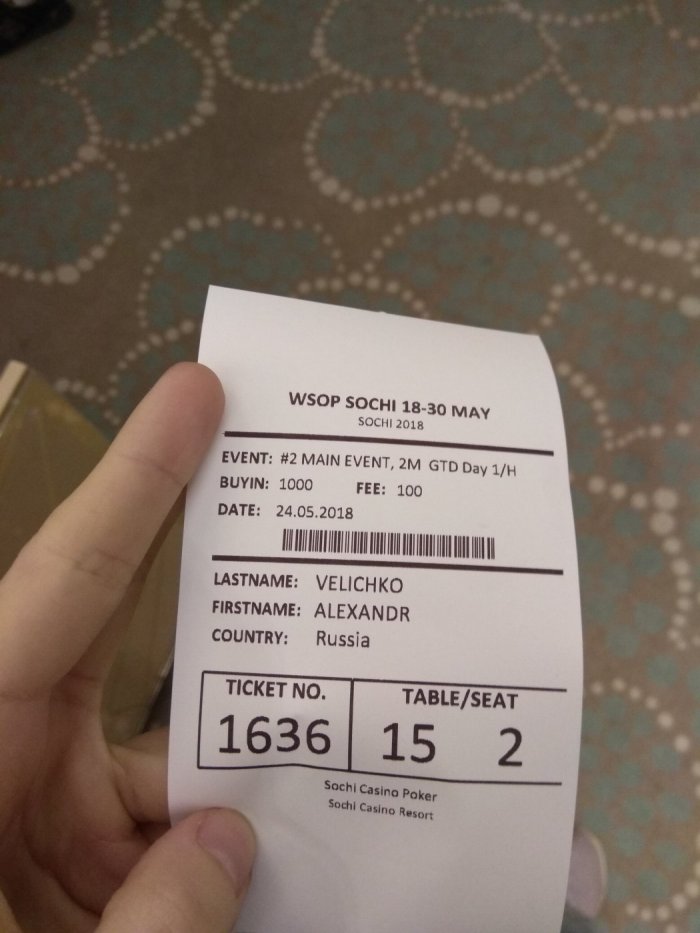 WSOP SOCHI 18-30 MAY
SOCHI 2018
EVENT: #2 MAIN EVENT, 2M GTD Day 1/H
BUYIN: 1000 FEE: 100
DATE: 24.05.2018
LASTNAME: VELICHKO
FIRSTNAME: ALEXANDR
COUNTRY: Russia
TICKET NO. TABLE/SEAT
1636 15 2
Sochi Casino Poker
Sochi Casino Resort